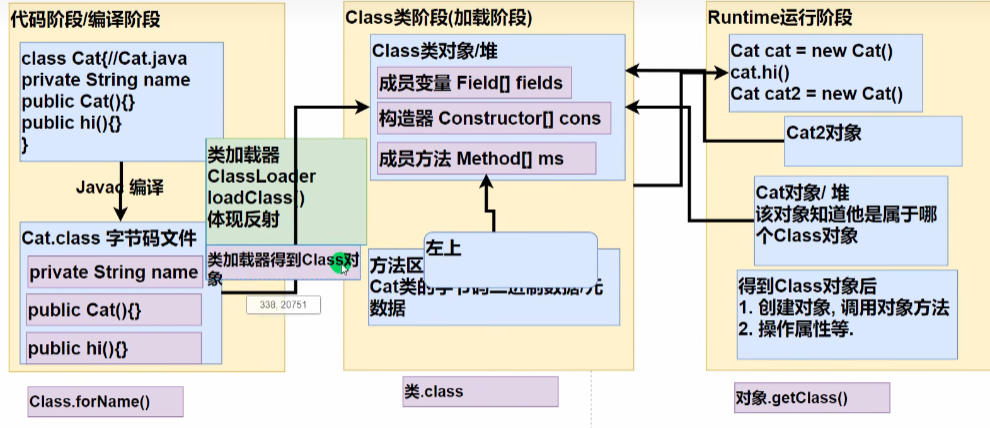 代码阶段/编译阶段
class Cat{//Cat.java
private String name
public Cat(){}
public hi(){}
}
Javac 编译
Cat.class 字节码文件
private String name
public Cat(){}
public hi(){}
Class.forName()
类加载器
ClassLoader
loadClass()
体现反射
类加载器得到Class对
象
338, 20751
Class类阶段(加载阶段)
Class类对象/堆
成员变量 Field[] fields
构造器 Constructor[] cons
成员方法 Method[] ms
左上
方法区
Cat类的字节码二进制数据/元
数据
类.class
Runtime运行阶段
Cat cat = new Cat()
cat.hi()
Cat cat2 = new Cat()
Cat2对象
Cat对象/ 堆
该对象知道他是属于哪
个Class对象
得到Class对象后
1. 创建对象, 调用对象方法
2. 操作属性等.
对象.getClass()